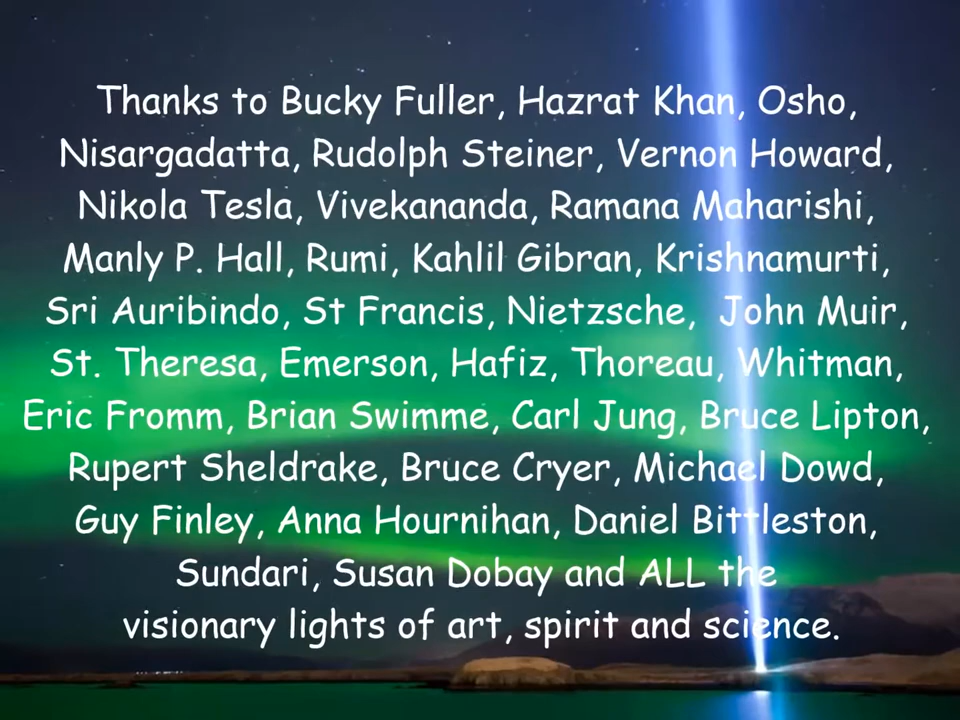 Thanks to Bucky Fuller, Hazrat Khan, Osho,
Nisargadatta, Rudolph Steiner, Vernon Howard,
Nikola Tesla, Vivekananda, Ramana Maharishi,
Manly P. Hall, Rumi, Kahlil Gibran, Krishnamurti,
Sri Auribindo, St Francis, Nietzsche,  John Muir,
St. Theresa, Emerson, Hafiz, Thoreau, Whitman,
Eric Fromm, Brian Swimme, Carl Jung, Bruce Lipton,
Rupert Sheldrake, Bruce Cryer, Michael Dowd,
Guy Finley, Anna Hournihan, Daniel Bittleston,
Sundari, Susan Dobay and ALL the
visionary lights of art, spirit and science.